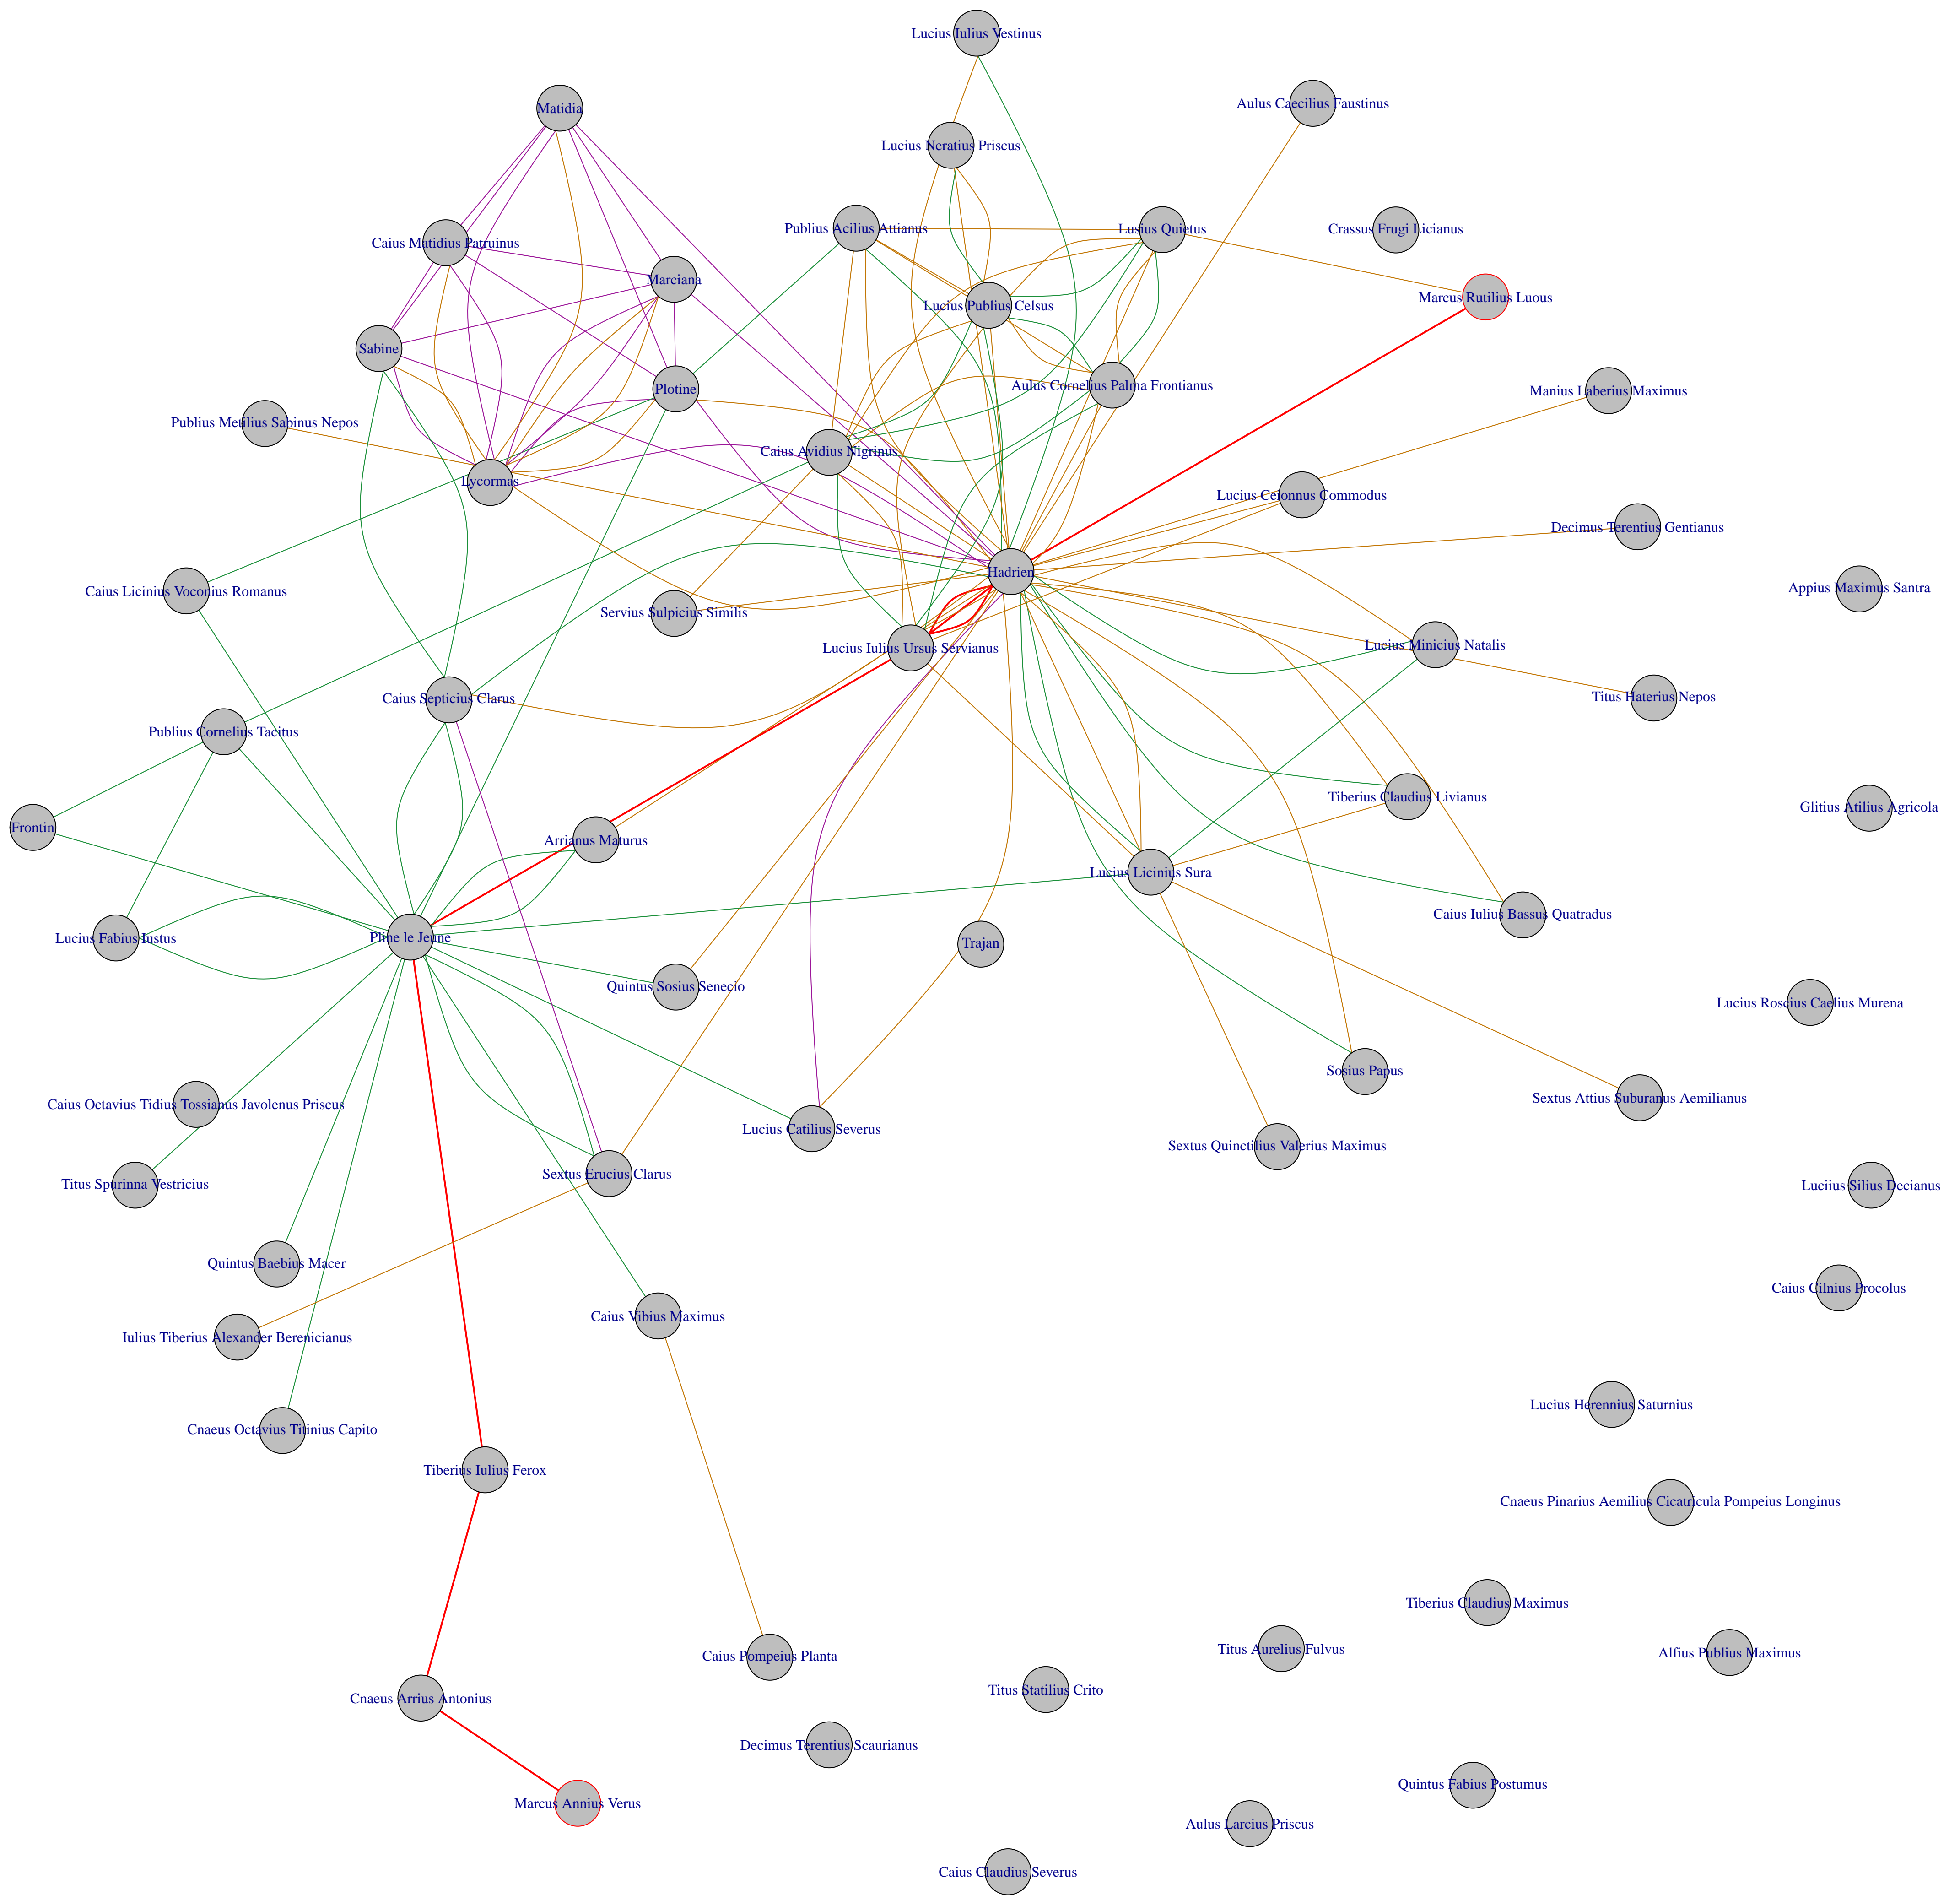 Lucius Iulius Vestinus
Aulus Caecilius Faustinus
Matidia
Lucius Neratius Priscus
Publius Acilius Attianus
Lusius Quietus
Crassus Frugi Licianus
Caius Matidius Patruinus
Marciana
Marcus Rutilius Luous
Lucius Publius Celsus
Sabine
Plotine
Aulus Cornelius Palma Frontianus
Manius Laberius Maximus
Publius Metilius Sabinus Nepos
Caius Avidius Nigrinus
Lycormas
Lucius Ceionnus Commodus
Decimus Terentius Gentianus
Hadrien
Caius Licinius Voconius Romanus
Appius Maximus Santra
Servius Sulpicius Similis
Lucius Iulius Ursus Servianus
Lucius Minicius Natalis
Caius Septicius Clarus
Titus Haterius Nepos
Publius Cornelius Tacitus
Tiberius Claudius Livianus
Glitius Atilius Agricola
Frontin
Arrianus Maturus
Lucius Licinius Sura
Caius Iulius Bassus Quatradus
Lucius Fabius Iustus
Pline le Jeune
Trajan
Quintus Sosius Senecio
Lucius Roscius Caelius Murena
Sosius Papus
Sextus Attius Suburanus Aemilianus
Caius Octavius Tidius Tossianus Javolenus Priscus
Lucius Catilius Severus
Sextus Quinctilius Valerius Maximus
Sextus Erucius Clarus
Titus Spurinna Vestricius
Luciius Silius Decianus
Quintus Baebius Macer
Caius Cilnius Procolus
Caius Vibius Maximus
Iulius Tiberius Alexander Berenicianus
Lucius Herennius Saturnius
Cnaeus Octavius Titinius Capito
Tiberius Iulius Ferox
Cnaeus Pinarius Aemilius Cicatricula Pompeius Longinus
Tiberius Claudius Maximus
Titus Aurelius Fulvus
Alfius Publius Maximus
Caius Pompeius Planta
Titus Statilius Crito
Cnaeus Arrius Antonius
Decimus Terentius Scaurianus
Quintus Fabius Postumus
Marcus Annius Verus
Aulus Larcius Priscus
Caius Claudius Severus